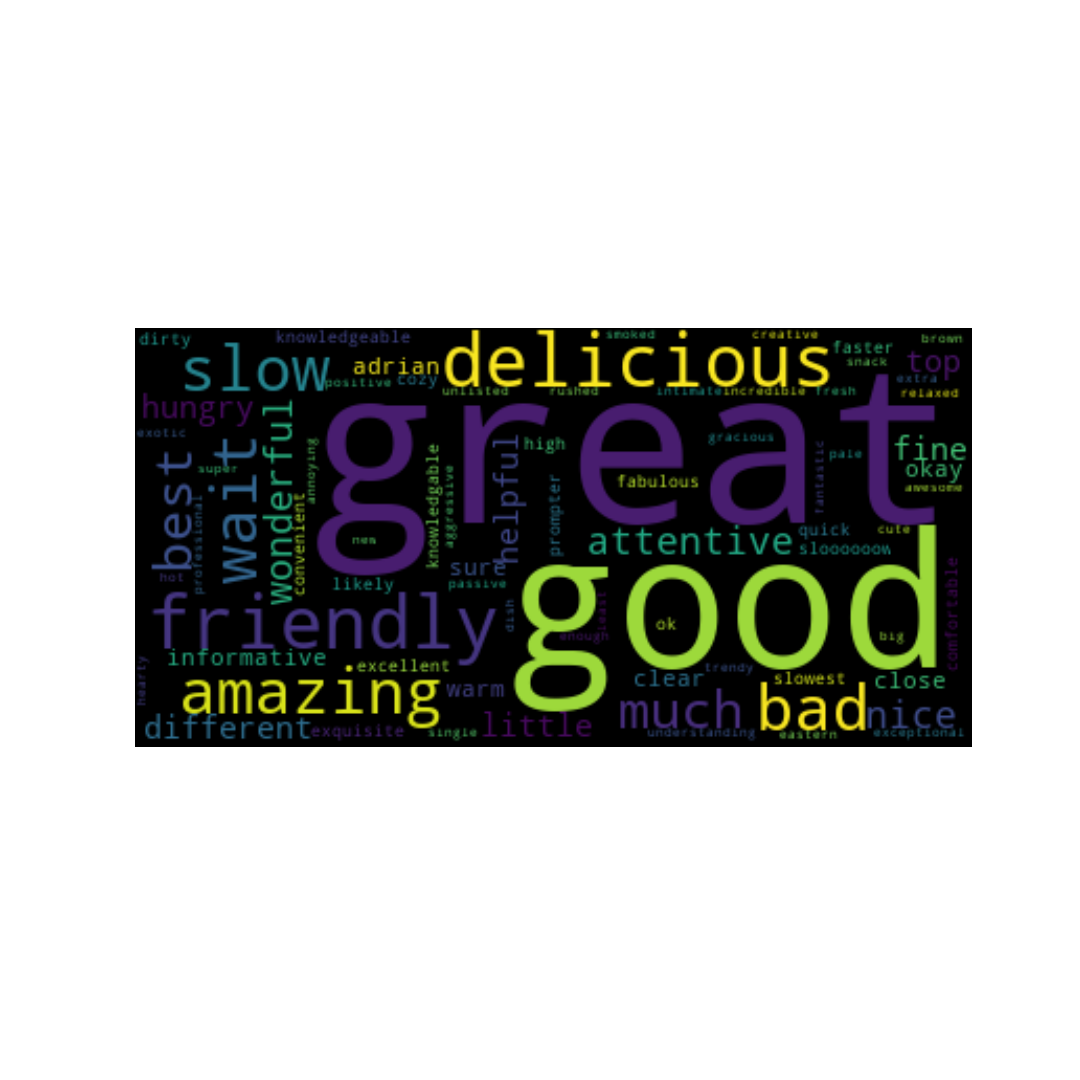 dirty
knowledgeable
smoked
creative
brown
slow
adrian
delicious
faster
top
snack
positive
cozy
unlisted
rushed
intimate
incredible
fresh
extra
relaxed
hungry
great
exotic
wonderful
best
wait
super
annoying
knowledgable
aggressive
helpful
high
gracious
fantastic
pale
fine
okay
awesome
fabulous
professional
convenient
prompter
new
attentive
quick
cute
sloooooow
hot
likely
sure
passive
good
comfortable
friendly
dish
least
enough
ok
big
informative
excellent
hearty
amazing
warm
clear
trendy
slowest
close
different
exquisite
single
little
much
bad
nice
understanding
eastern
exceptional